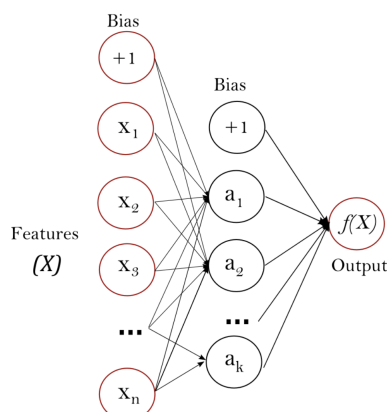 Bias
+1
Bias
x₁
+1
x₂
a₁
Features
(X)
f(X)
x₃
a₂
Output
...
...
aₖ
xₙ